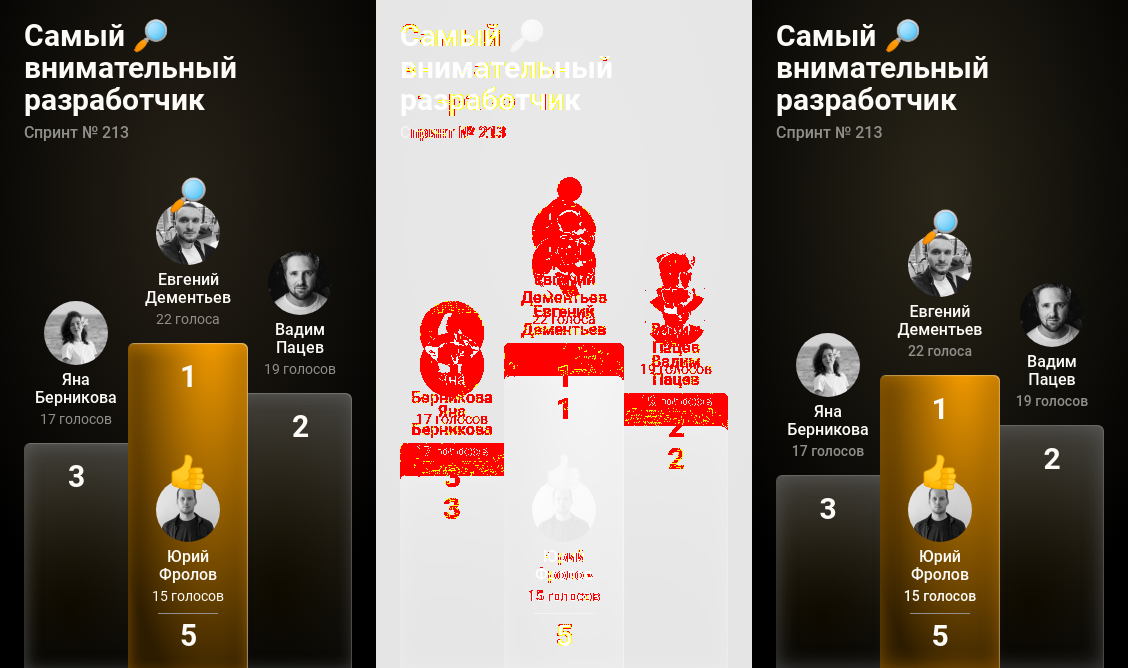 Самый
внимательный
разработчик
Спринт № 213
Евгений
Дементьев
22 голоса
Вадим
Пацев
19 голосов
Яна
Берникова
17 голосов
1
2
3
Юрий
Фролов
15 голосов
5
Самый
внимательный
разработчик
Спринт № 213
Евгений
Дементьев
22 голоса
Евгений
Дементьев
Вадим
Пацев
19 голосов
Вадим
Пацев
19 голосов
Яна
Берникова
17 голосов
Яна
Берникова
17 голосов
1
1
2
2
3
3
Юрий
Фролов
15 голосов
5
Самый
внимательный
разработчик
Спринт № 213
Евгений
Дементьев
22 голоса
Вадим
Пацев
19 голосов
Яна
Берникова
17 голосов
1
2
3
Юрий
Фролов
15 голосов
5